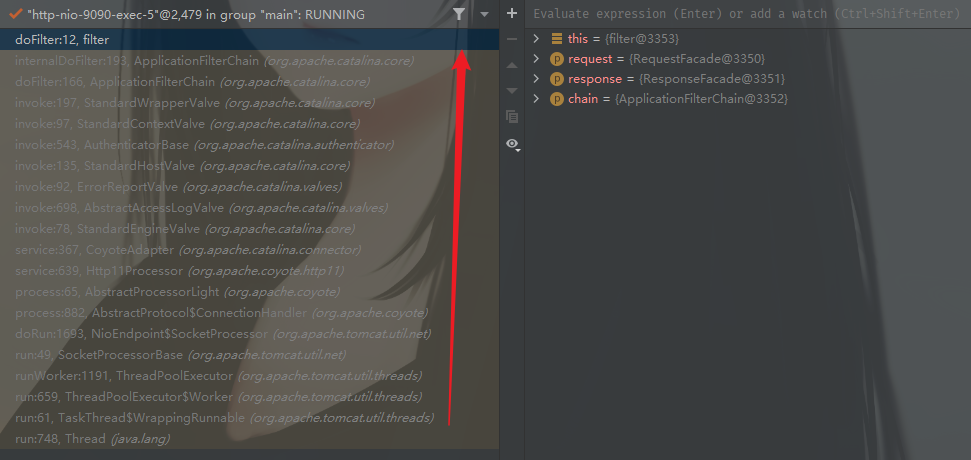 "http-nio-9090-exec-5"@2,479 in group "main": RUNNING
doFilter:12, filter
internalDoFilter:193, ApplicationFilterChain (org.apache.catalina.core)
doFilter:166, ApplicationFilterChain (org.apache.catalina.core)
invoke:197, StandardWrapperValve (org.apache.catalina.core)
invoke:97, StandardContextValve (org.apache.catalina.core)
invoke:543, AuthenticatorBase (org.apache.catalina.authenticator)
invoke:135, StandardHostValve (org.apache.catalina.core)
invoke:92, ErrorReportValve (org.apache.catalina.valves)
invoke:698, AbstractAccessLogValve (org.apache.catalina.valves)
invoke:78, StandardEngineValve (org.apache.catalina.core)
service:367, CoyoteAdapter (org.apache.catalina.connector)
service:639, Http11Processor (org.apache.coyote.http11)
process:65, AbstractProcessorLight (org.apache.coyote)
process:882, AbstractProtocol$ConnectionHandler (org.apache.coyote)
doRun:1693, NioEndpoint$SocketProcessor (org.apache.tomcat.util.net)
run:49, SocketProcessorBase (org.apache.tomcat.util.net)
runWorker:1191, ThreadPoolExecutor (org.apache.tomcat.util.threads)
run:659, ThreadPoolExecutor$Worker (org.apache.tomcat.util.threads)
run:61, TaskThread$WrappingRunnable (org.apache.tomcat.util.threads)
run:748, Thread (java.lang)
Evaluate expression (Enter) or add a watch (Ctrl+Shift+Enter)
this = {filter@3353}
p request = {RequestFacade@3350}
p response = {ResponseFacade@3351}
p chain = {ApplicationFilterChain@3352}